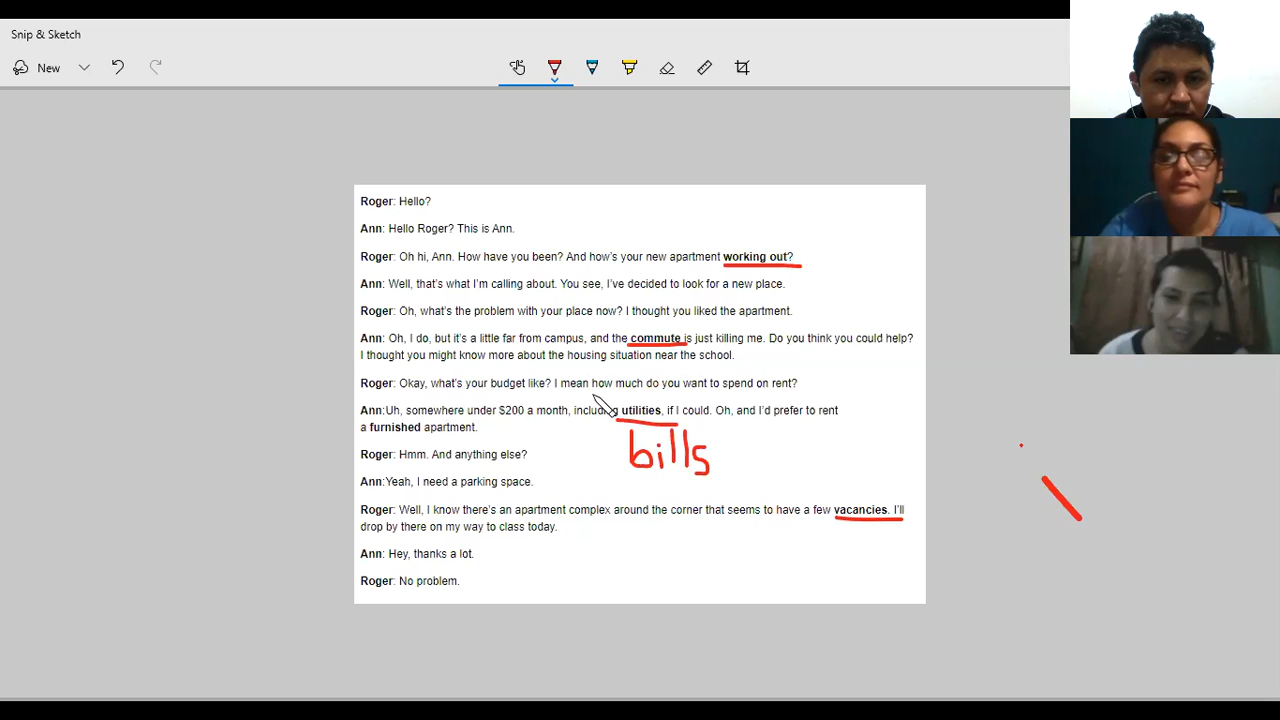 Snip & Sketch
New
Roger: Hello?
Ann: Hello Roger? This is Ann.
Roger: Oh hi, Ann. How have you been? And how's your new apartment working out?
Ann: Well, that's what I'm calling about. You see, I've decided to look for a new place.
Roger: Oh, what's the problem with your place now? I thought you liked the apartment.
Ann: Oh, I do, but it's a little far from campus, and the commute is just killing me. Do you think you could help?
I thought you might know more about the housing situation near the school.
Roger: Okay, what's your budget like? I mean how much do you want to spend on rent?
Ann:Uh, somewhere under $200 a month, including utilities, if I could. Oh, and I'd prefer to rent
a furnished apartment.
bills
Roger: Hmm. And anything else?
Ann:Yeah, I need a parking space.
Roger: Well, I know there's an apartment complex around the corner that seems to have a few vacancies. I'll
drop by there on my way to class today.
Ann: Hey, thanks a lot.
Roger: No problem.